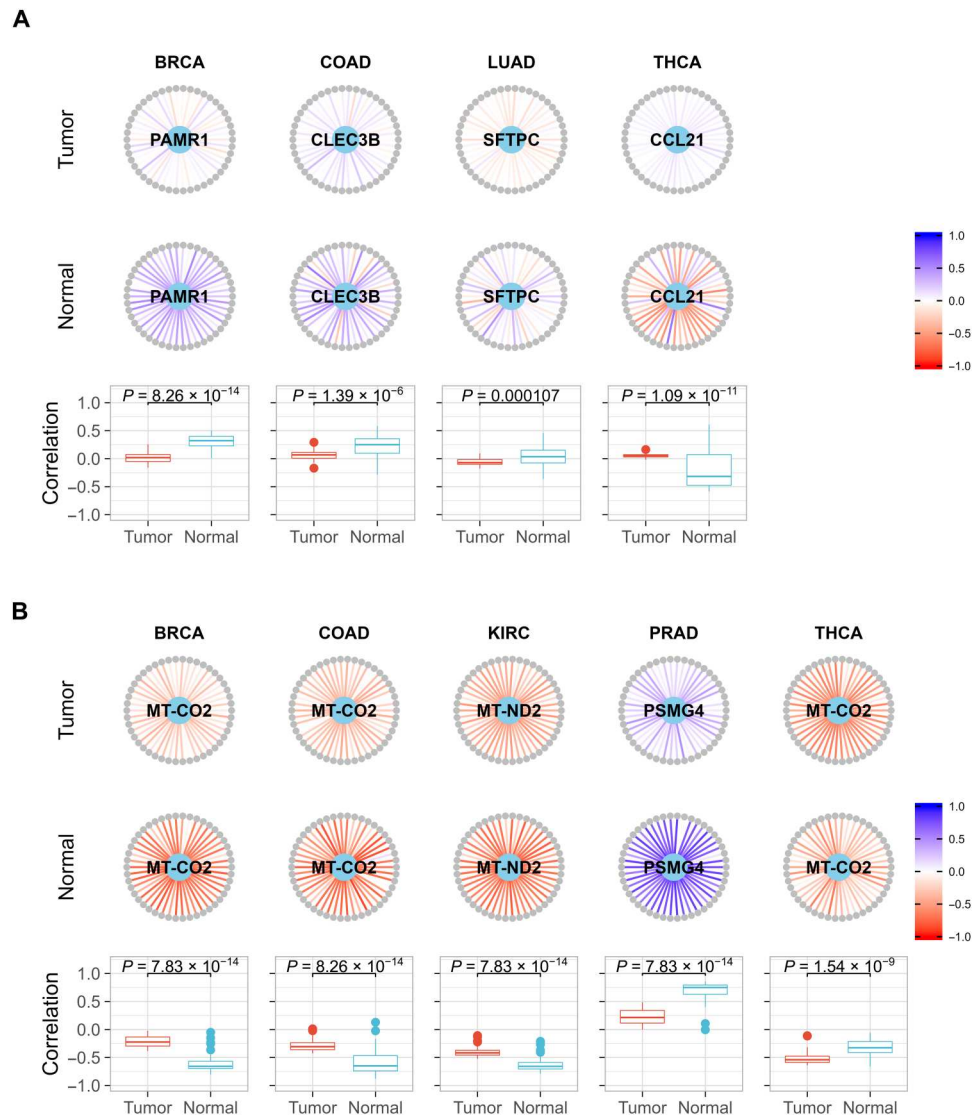 A
BRCA COAD LUAD THCA
Tumor
PAMR1 CLEC3B SFTPC CCL21
Normal
PAMR1 CLEC3B SFTPC CCL21
1.0
0.5
0.0
−0.5
−1.0
Correlation
P = 8.26 × 10⁻¹⁴ P = 1.39 × 10⁻⁶ P = 0.000107 P = 1.09 × 10⁻¹¹
1.0
0.5
0.0
−0.5
−1.0
Tumor Normal Tumor Normal Tumor Normal Tumor Normal
B
BRCA COAD KIRC PRAD THCA
Tumor
MT-CO2 MT-CO2 MT-ND2 PSMG4 MT-CO2
Normal
MT-CO2 MT-CO2 MT-ND2 PSMG4 MT-CO2
1.0
0.5
0.0
−0.5
−1.0
Correlation
P = 7.83 × 10⁻¹⁴ P = 8.26 × 10⁻¹⁴ P = 7.83 × 10⁻¹⁴ P = 7.83 × 10⁻¹⁴ P = 1.54 × 10⁻⁹
1.0
0.5
0.0
−0.5
−1.0
Tumor Normal Tumor Normal Tumor Normal Tumor Normal Tumor Normal